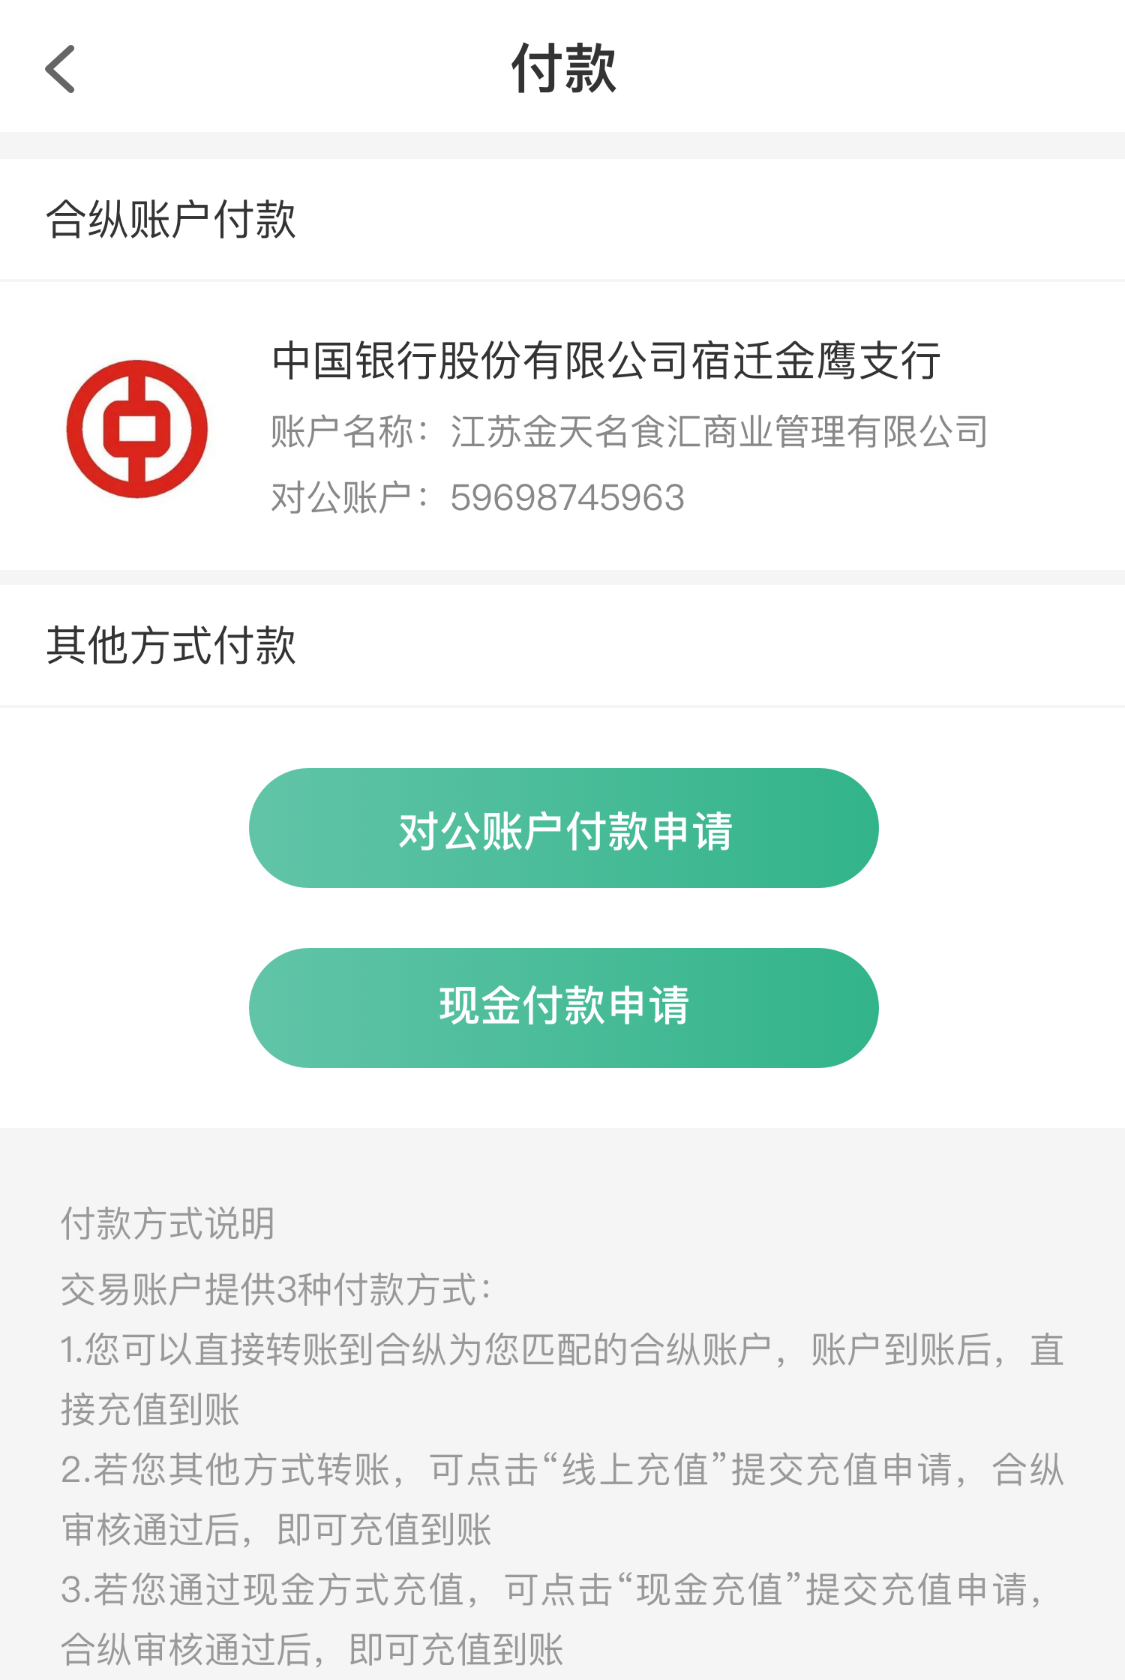 付款
合纵账户付款
中国银行股份有限公司宿迁金鹰支行
账户名称：江苏金天名食汇商业管理有限公司
对公账户：59698745963
其他方式付款
对公账户付款申请
现金付款申请
付款方式说明
交易账户提供3种付款方式：
1.您可以直接转账到合纵为您匹配的合纵账户，账户到账后，直
接充值到账
2.若您其他方式转账，可点击“线上充值”提交充值申请，合纵
审核通过后，即可充值到账
3.若您通过现金方式充值，可点击“现金充值”提交充值申请，
合纵审核通过后，即可充值到账